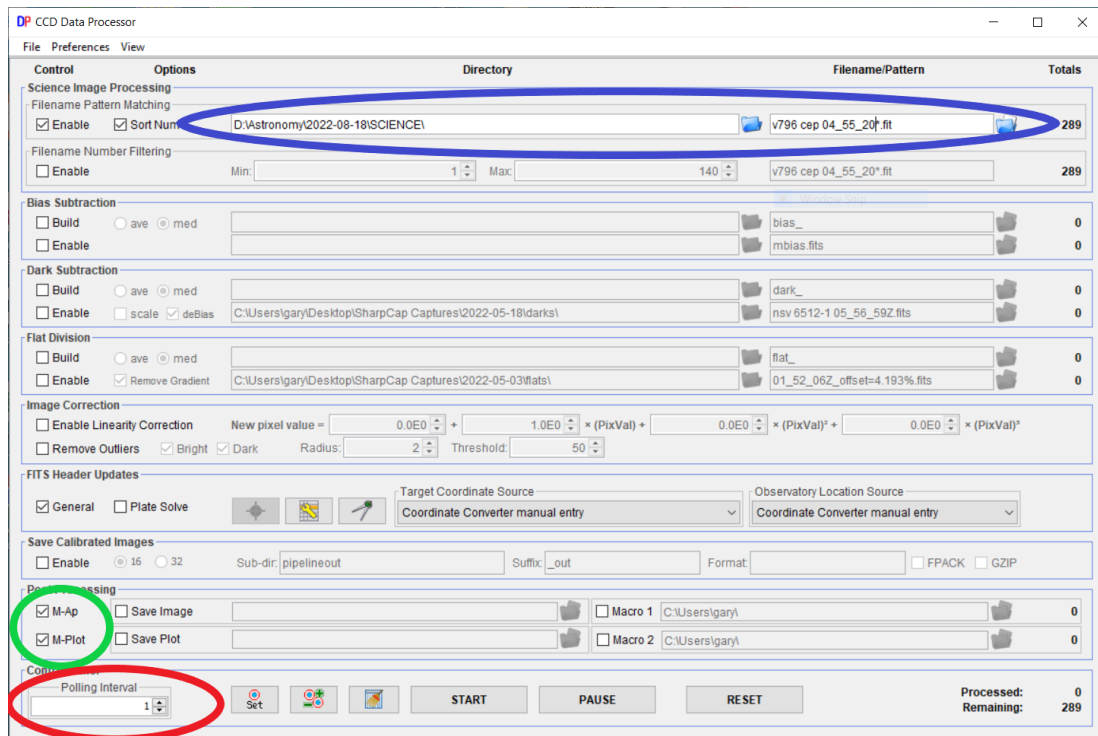 DP CCD Data Processor
File Preferences View
Control Options Directory Filename/Pattern Totals
Science Image Processing
Filename Pattern Matching
Enable Sort Num D:\Astronomy\2022-08-18\SCIENCE\ v796 cep 04_55_20*.fit 289
Filename Number Filtering
Enable Min: 1 Max: 140 v796 cep 04_55_20*.fit 289
Window Snip
Bias Subtraction
Build ave med bias_ 0
Enable mbias.fits 0
Dark Subtraction
Build ave med dark_ 0
Enable scale deBias C:\Users\gary\Desktop\SharpCap Captures\2022-05-18\darks\ nsv 6512-1 05_56_59Z.fits 0
Flat Division
Build ave med flat_ 0
Enable Remove Gradient C:\Users\gary\Desktop\SharpCap Captures\2022-05-03\flats\ 01_52_06Z_offset=4.193%.fits 0
Image Correction
Enable Linearity Correction New pixel value = 0.0E0 + 1.0E0 × (PixVal) + 0.0E0 × (PixVal)² + 0.0E0 × (PixVal)³
Remove Outliers Bright Dark Radius: 2 Threshold: 50
FITS Header Updates
General Plate Solve Target Coordinate Source Observatory Location Source
Coordinate Converter manual entry Coordinate Converter manual entry
Save Calibrated Images
Enable 16 32 Sub-dir: pipelineout Suffix: _out Format: FPACK GZIP
M-Ap Save Image Macro 1 C:\Users\gary\ 0
M-Plot Save Plot Macro 2 C:\Users\gary\ 0
Polling Interval
1 Set START PAUSE RESET
Processed: 0
Remaining: 289